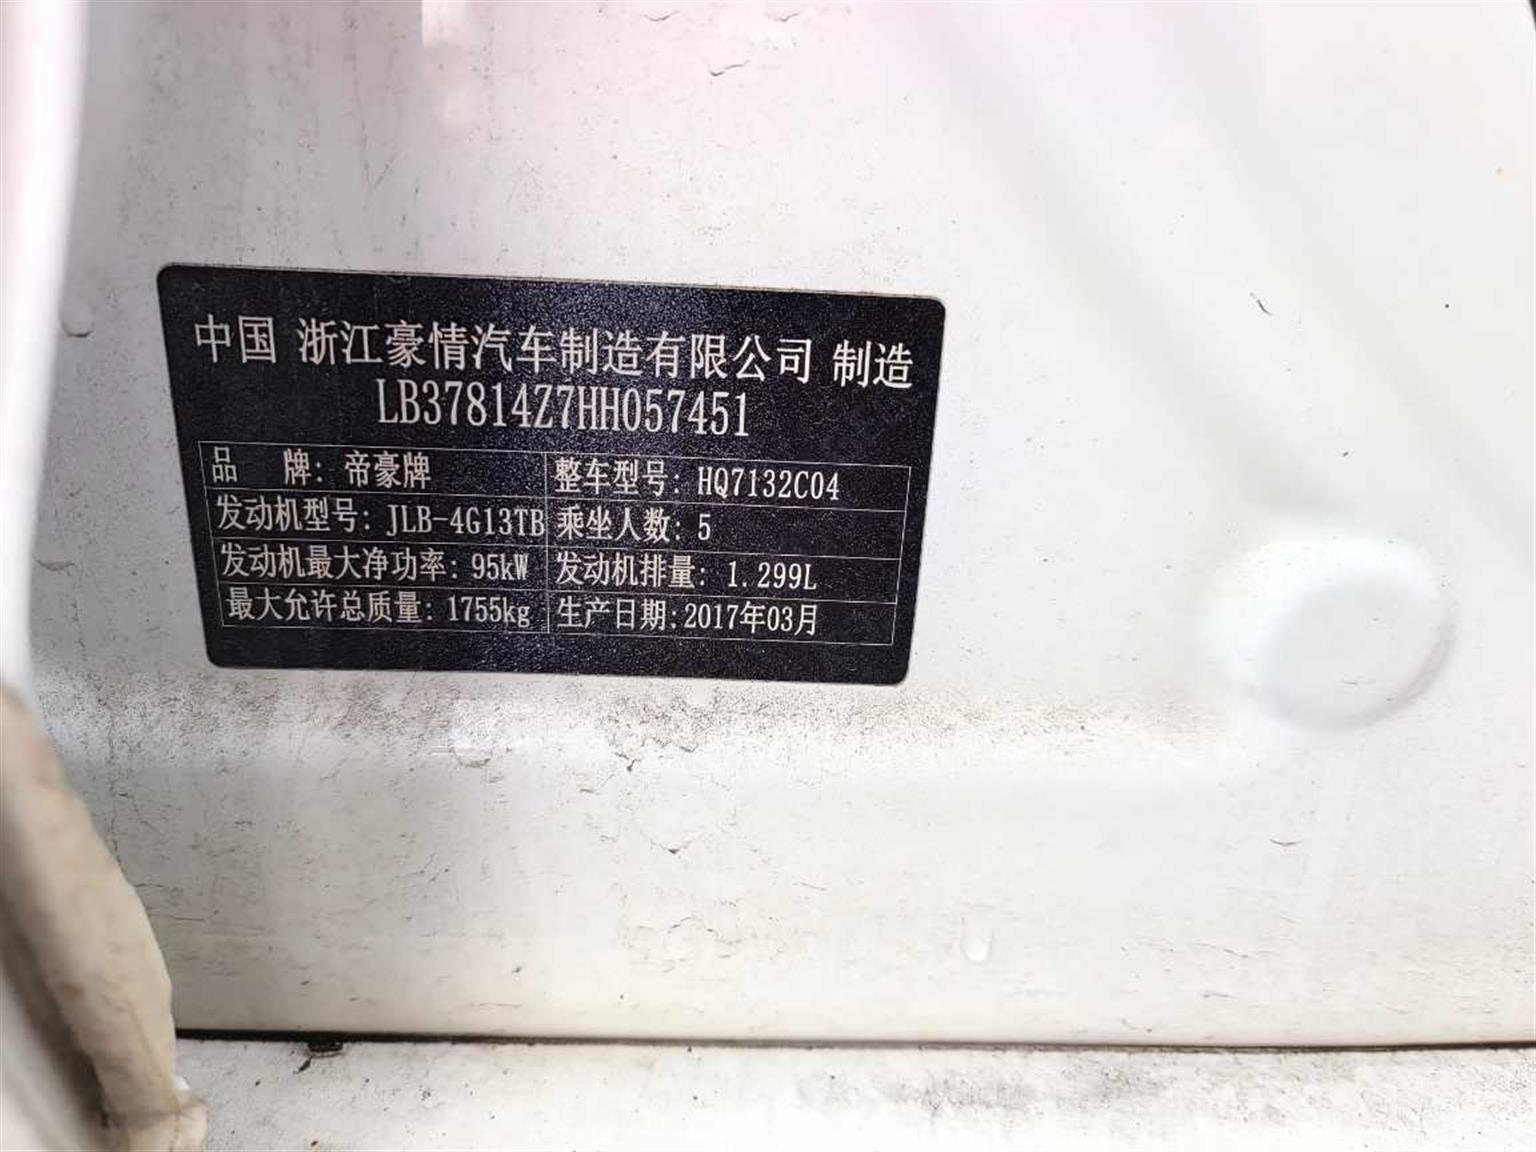 中国 浙江豪情汽车制造有限公司 制造
LB37814Z7HH057451
品 牌: 帝豪牌 整车型号: HQ7132C04
发动机型号: JLB-4G13TB 乘坐人数: 5
发动机最大净功率: 95kW 发动机排量: 1.299L
最大允许总质量: 1755kg 生产日期:2017年03月